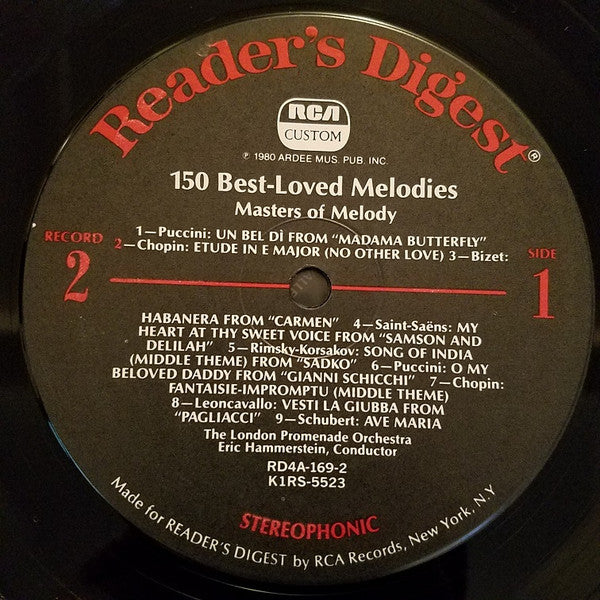 Reader's Digest®
RCA
CUSTOM
℗ 1980 ARDEE MUS. PUB. INC.
150 Best-Loved Melodies
Masters of Melody
1—Puccini: UN BEL DÌ FROM "MADAMA BUTTERFLY"
2—Chopin: ETUDE IN E MAJOR (NO OTHER LOVE) 3—Bizet:
RECORD
2
SIDE
1
HABANERA FROM "CARMEN" 4—Saint-Saëns: MY
HEART AT THY SWEET VOICE FROM "SAMSON AND
DELILAH" 5—Rimsky-Korsakov: SONG OF INDIA
(MIDDLE THEME) FROM "SADKO" 6—Puccini: O MY
BELOVED DADDY FROM "GIANNI SCHICCHI" 7—Chopin:
FANTAISIE-IMPROMPTU (MIDDLE THEME)
8—Leoncavallo: VESTI LA GIUBBA FROM
"PAGLIACCI" 9—Schubert: AVE MARIA
The London Promenade Orchestra
Eric Hammerstein, Conductor
RD4A-169-2
K1RS-5523
STEREOPHONIC
Made for READER'S DIGEST by RCA Records, New York, N.Y